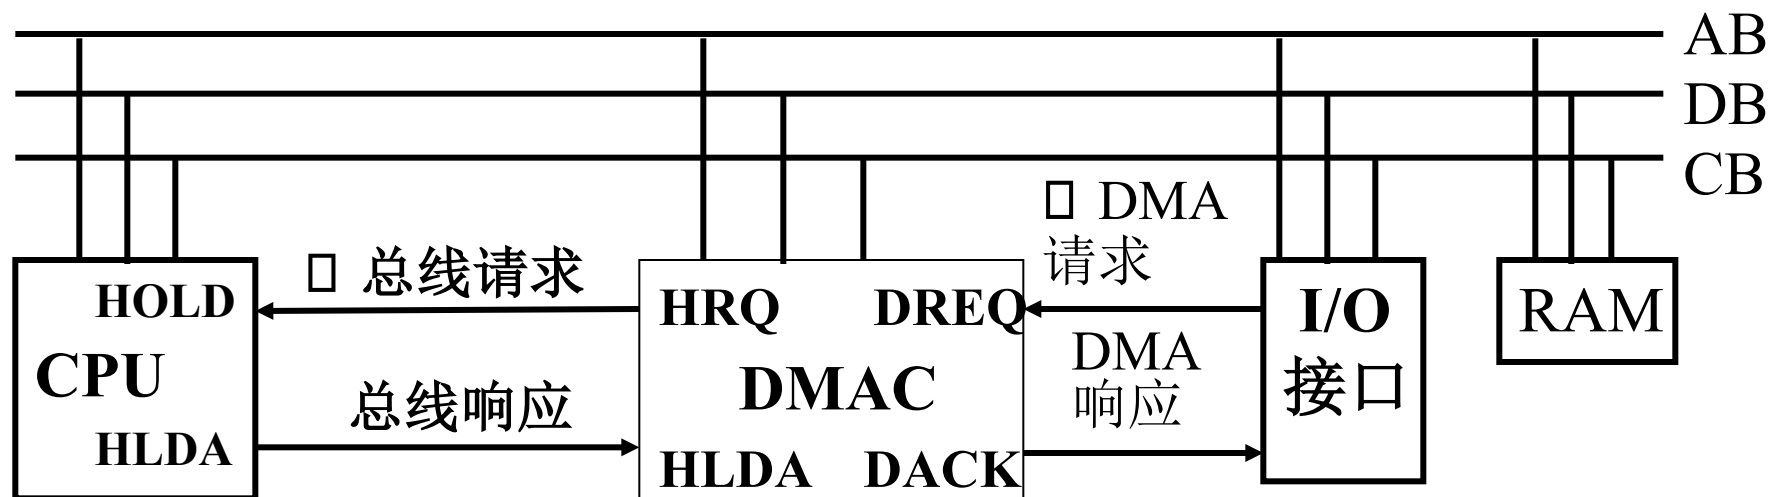 AB
DB
CB
□ DMA
请求
□ 总线请求
HOLD
HRQ
DREQ
I/O
接口
RAM
CPU
DMAC
DMA
响应
总线响应
HLDA
HLDA
DACK